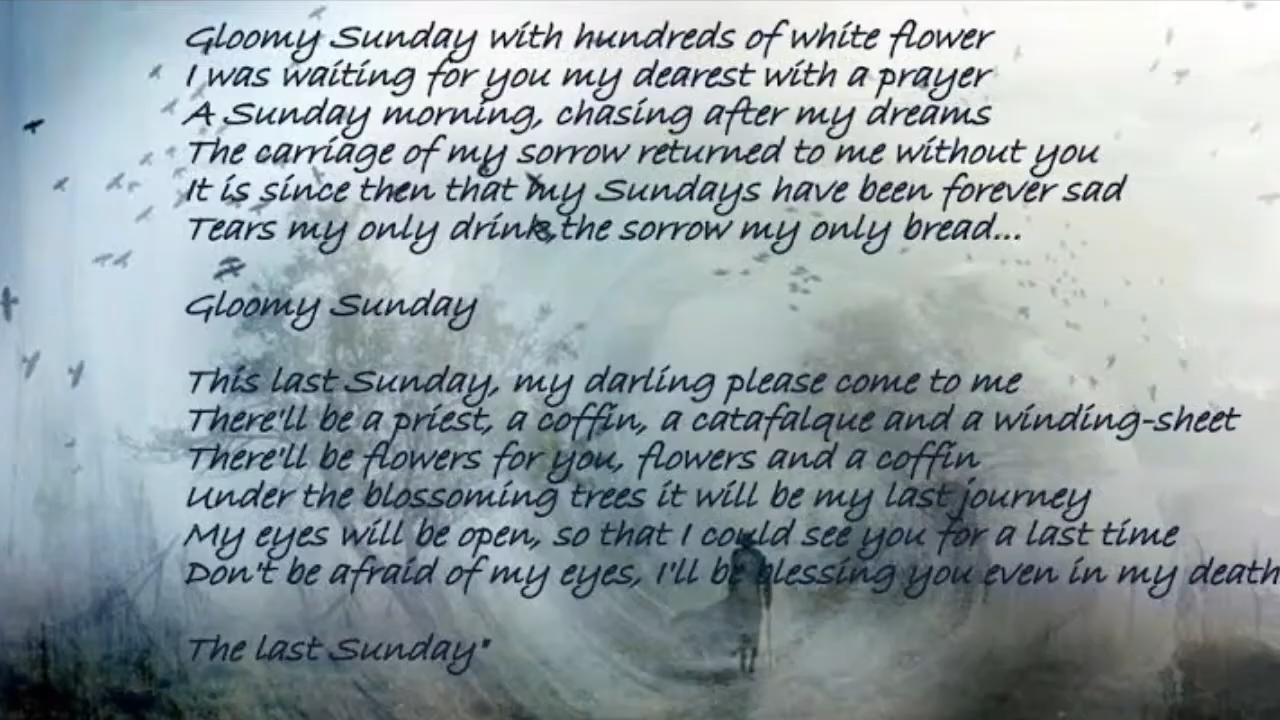 Gloomy Sunday with hundreds of white flower
I was waiting for you my dearest with a prayer
A Sunday morning, chasing after my dreams
The carriage of my sorrow returned to me without you
It is since then that my Sundays have been forever sad
Tears my only drink, the sorrow my only bread...
Gloomy Sunday
This last Sunday, my darling please come to me
There'll be a priest, a coffin, a catafalque and a winding-sheet
There'll be flowers for you, flowers and a coffin
Under the blossoming trees it will be my last journey
My eyes will be open, so that I could see you for a last time
Don't be afraid of my eyes, I'll be blessing you even in my death
The last Sunday"